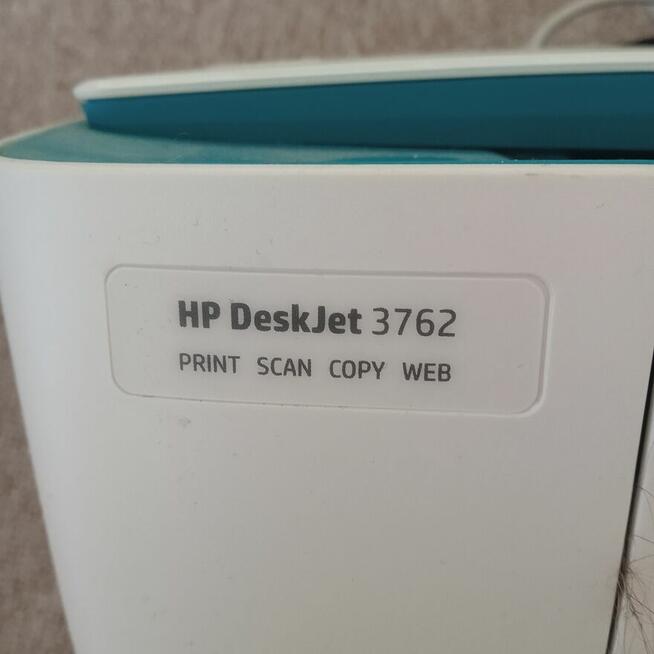 HP DeskJet 3762
PRINT SCAN COPY WEB